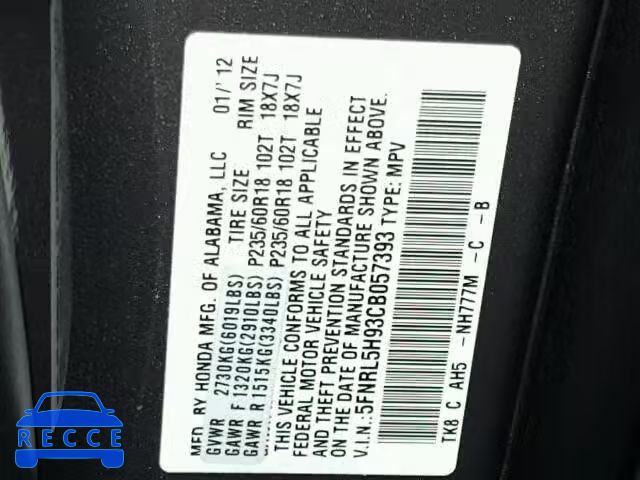 MFD BY HONDA MFG. OF ALABAMA, LLC 01/'12
GVWR 2730KG(6019LBS) TIRE SIZE RIM SIZE
GAWR F 1320KG(2910LBS) P235/60R18 102T 18X7J
GAWR R 1515KG(3340LBS) P235/60R18 102T 18X7J
THIS VEHICLE CONFORMS TO ALL APPLICABLE
FEDERAL MOTOR VEHICLE SAFETY
AND THEFT PREVENTION STANDARDS IN EFFECT
ON THE DATE OF MANUFACTURE SHOWN ABOVE.
V.I.N.:5FNRL5H93CB057393 TYPE: MPV
TK8 C AH5 -NH777M -C -B
RECCE